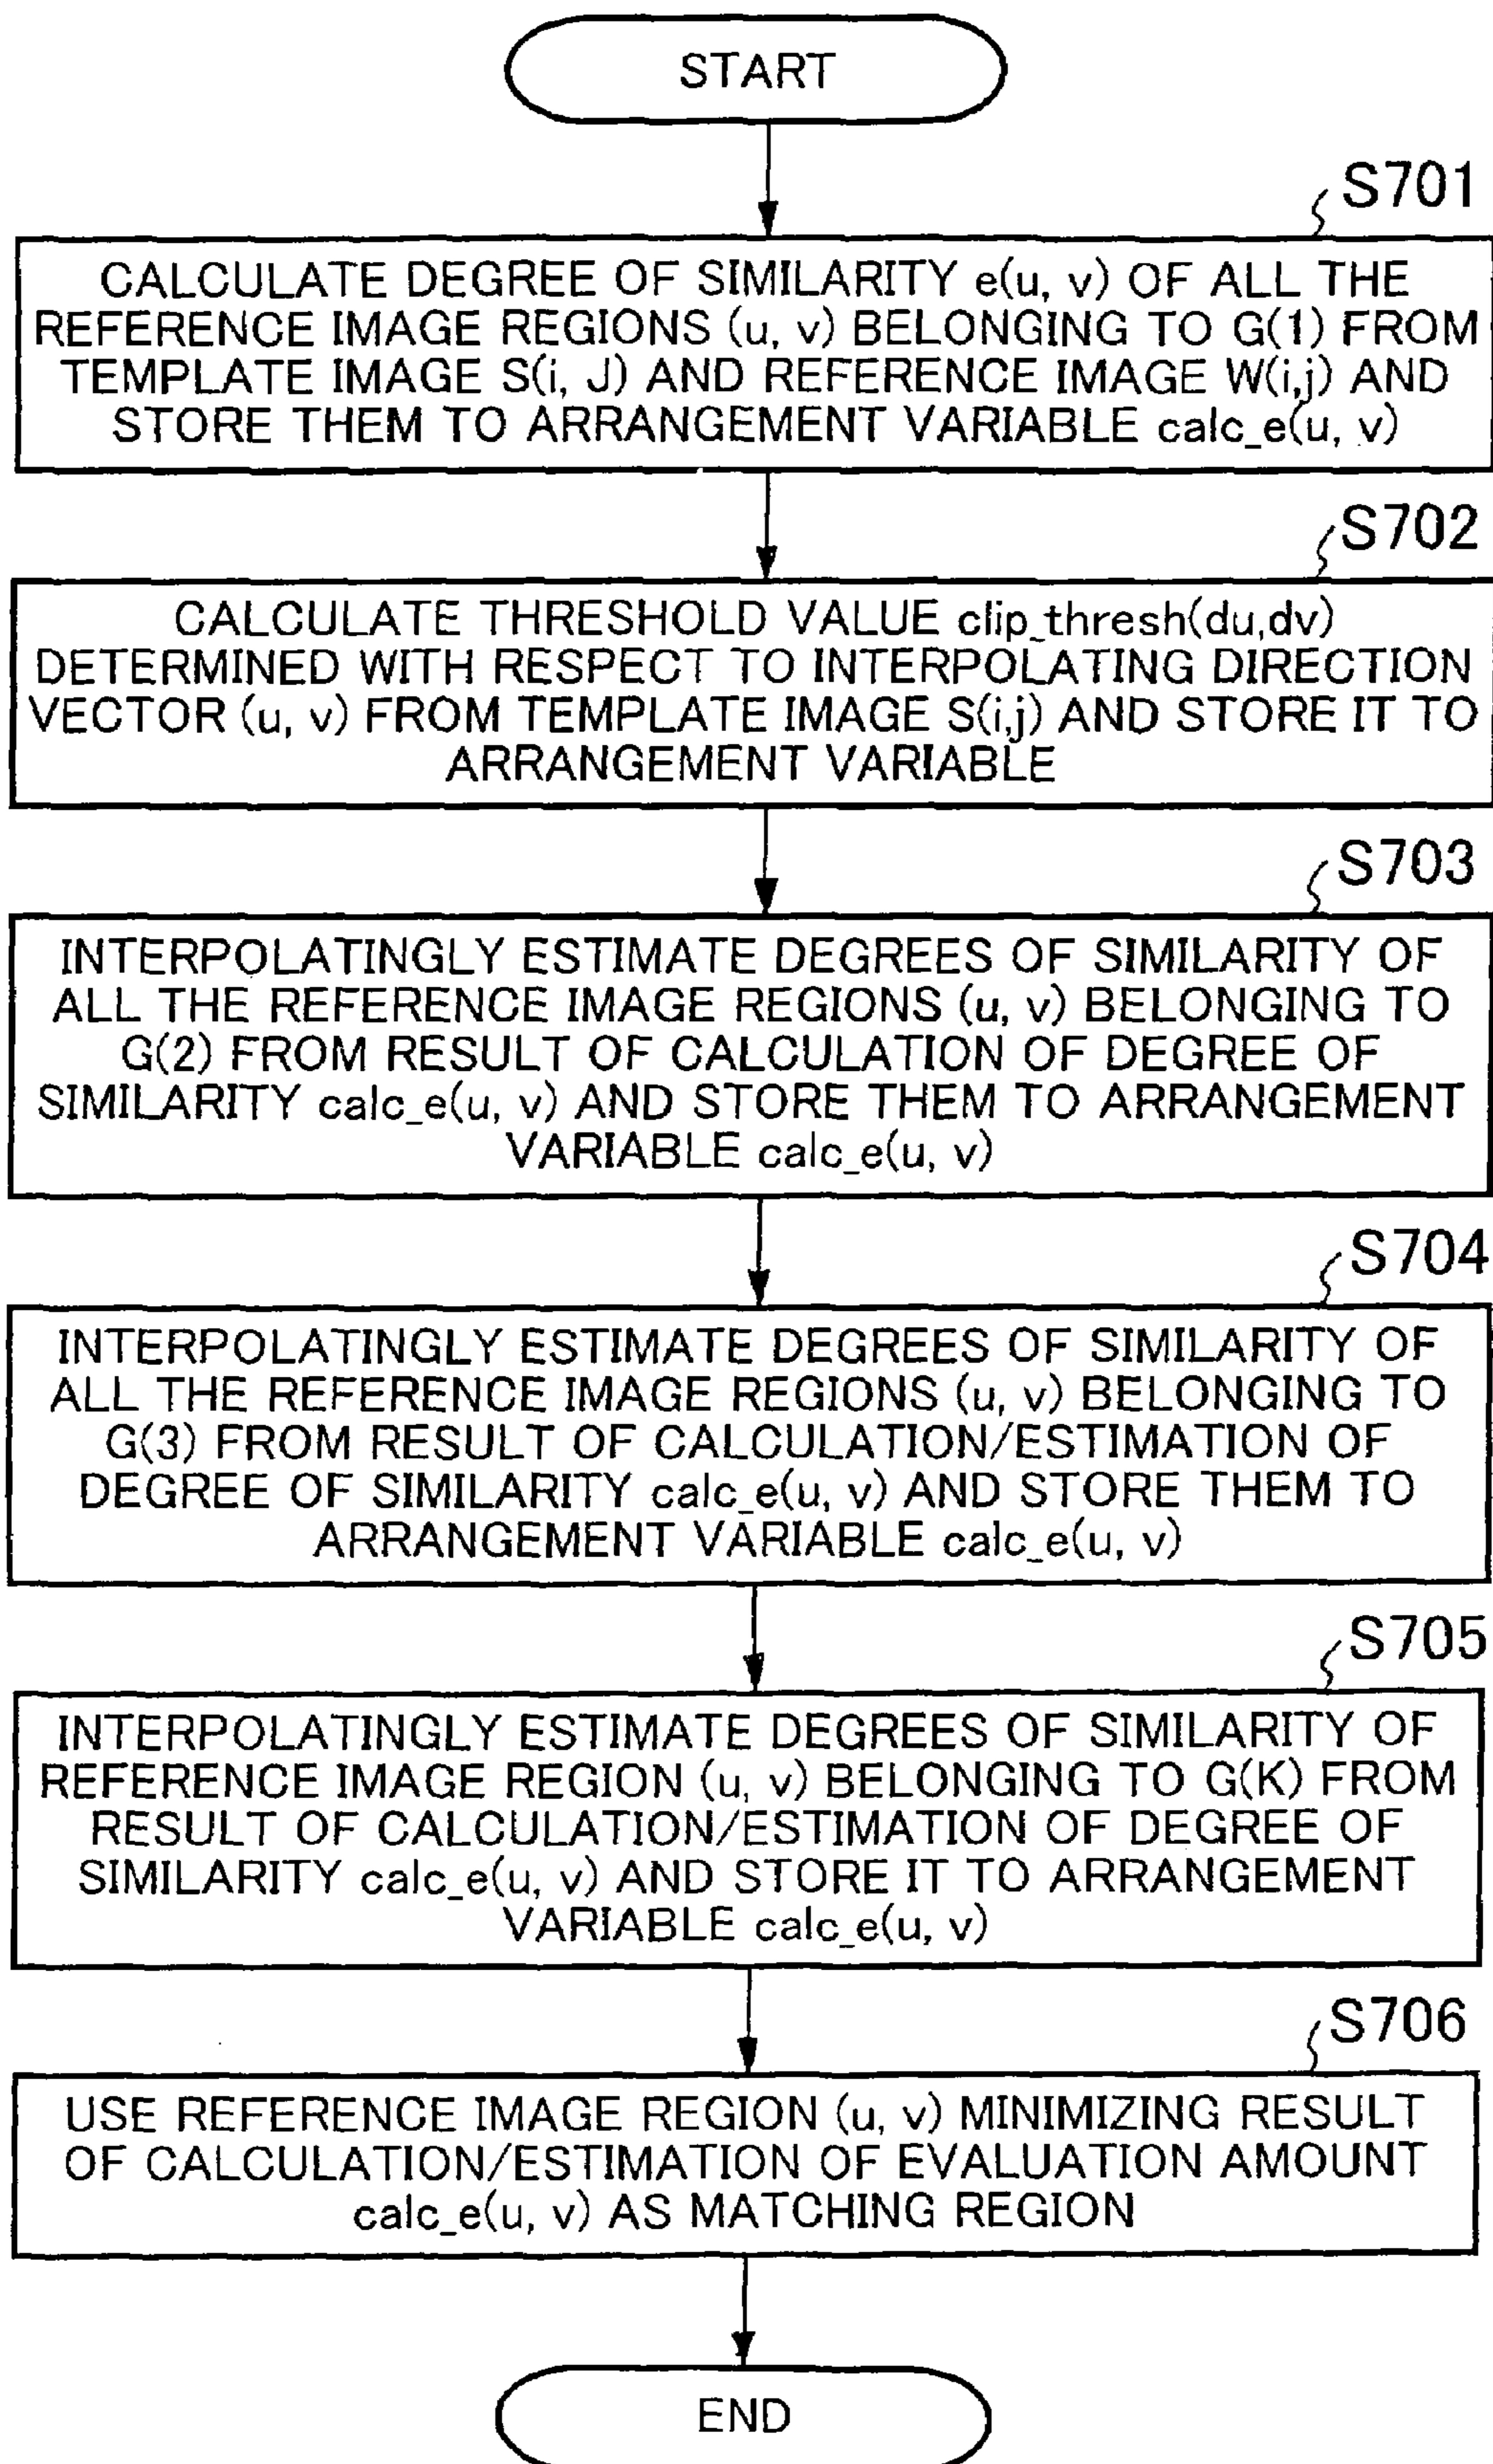 START
S701
CALCULATE DEGREE OF SIMILARITY e(u, v) OF ALL THE
REFERENCE IMAGE REGIONS (u, v) BELONGING TO G(1) FROM
TEMPLATE IMAGE S(i, J) AND REFERENCE IMAGE W(i,j) AND
STORE THEM TO ARRANGEMENT VARIABLE calc_e(u, v)
S702
CALCULATE THRESHOLD VALUE clip_thresh(du,dv)
DETERMINED WITH RESPECT TO INTERPOLATING DIRECTION
VECTOR (u, v) FROM TEMPLATE IMAGE S(i,j) AND STORE IT TO
ARRANGEMENT VARIABLE
S703
INTERPOLATINGLY ESTIMATE DEGREES OF SIMILARITY OF
ALL THE REFERENCE IMAGE REGIONS (u, v) BELONGING TO
G(2) FROM RESULT OF CALCULATION OF DEGREE OF
SIMILARITY calc_e(u, v) AND STORE THEM TO ARRANGEMENT
VARIABLE calc_e(u, v)
S704
INTERPOLATINGLY ESTIMATE DEGREES OF SIMILARITY OF
ALL THE REFERENCE IMAGE REGIONS (u, v) BELONGING TO
G(3) FROM RESULT OF CALCULATION/ESTIMATION OF
DEGREE OF SIMILARITY calc_e(u, v) AND STORE THEM TO
ARRANGEMENT VARIABLE calc_e(u, v)
S705
INTERPOLATINGLY ESTIMATE DEGREES OF SIMILARITY OF
REFERENCE IMAGE REGION (u, v) BELONGING TO G(K) FROM
RESULT OF CALCULATION/ESTIMATION OF DEGREE OF
SIMILARITY calc_e(u, v) AND STORE IT TO ARRANGEMENT
VARIABLE calc_e(u, v)
S706
USE REFERENCE IMAGE REGION (u, v) MINIMIZING RESULT
OF CALCULATION/ESTIMATION OF EVALUATION AMOUNT
calc_e(u, v) AS MATCHING REGION
END